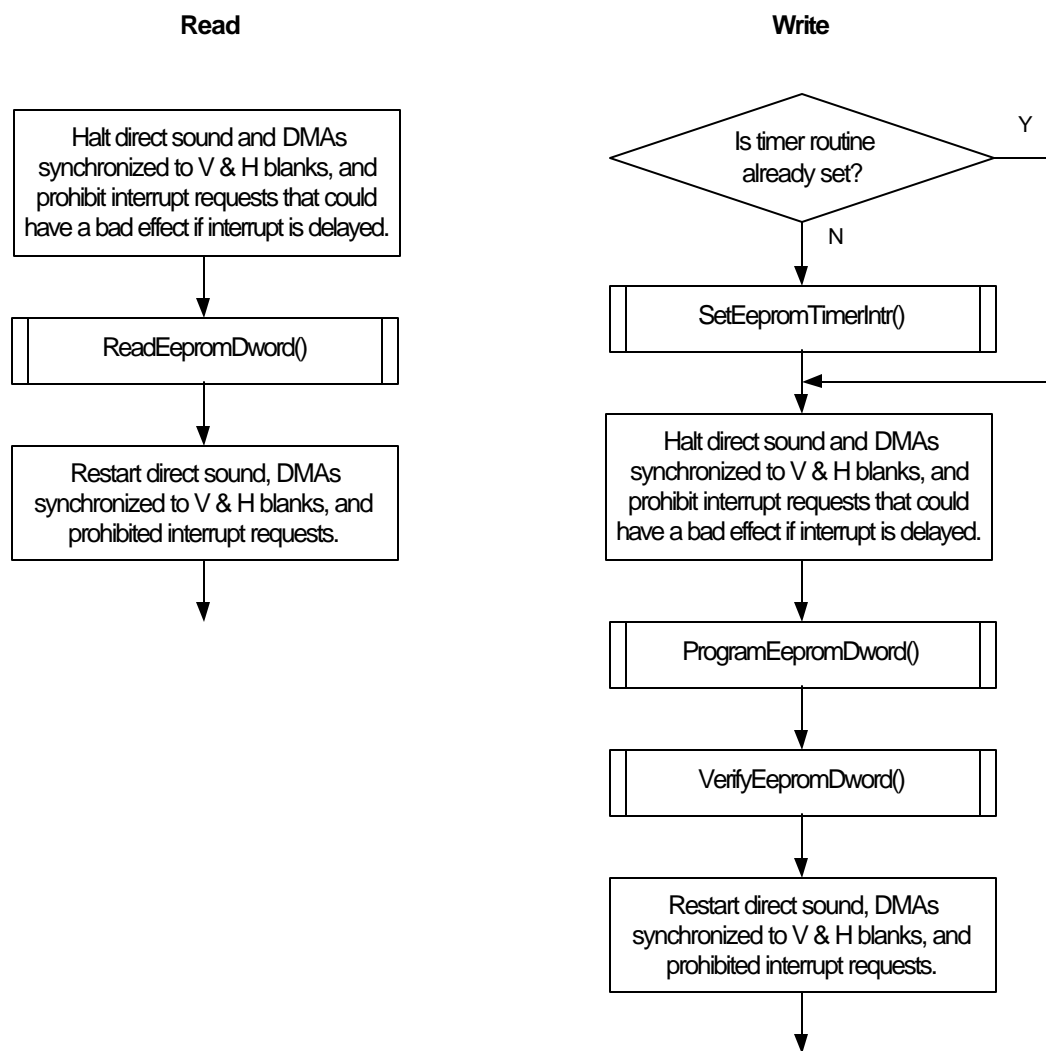 Read
Halt direct sound and DMAs
synchronized to V & H blanks, and
prohibit interrupt requests that could
have a bad effect if interrupt is delayed.
ReadEepromDword()
Restart direct sound, DMAs
synchronized to V & H blanks, and
prohibited interrupt requests.
Write
Is timer routine
already set?
Y
N
SetEepromTimerIntr()
Halt direct sound and DMAs
synchronized to V & H blanks, and
prohibit interrupt requests that could
have a bad effect if interrupt is delayed.
ProgramEepromDword()
VerifyEepromDword()
Restart direct sound, DMAs
synchronized to V & H blanks, and
prohibited interrupt requests.